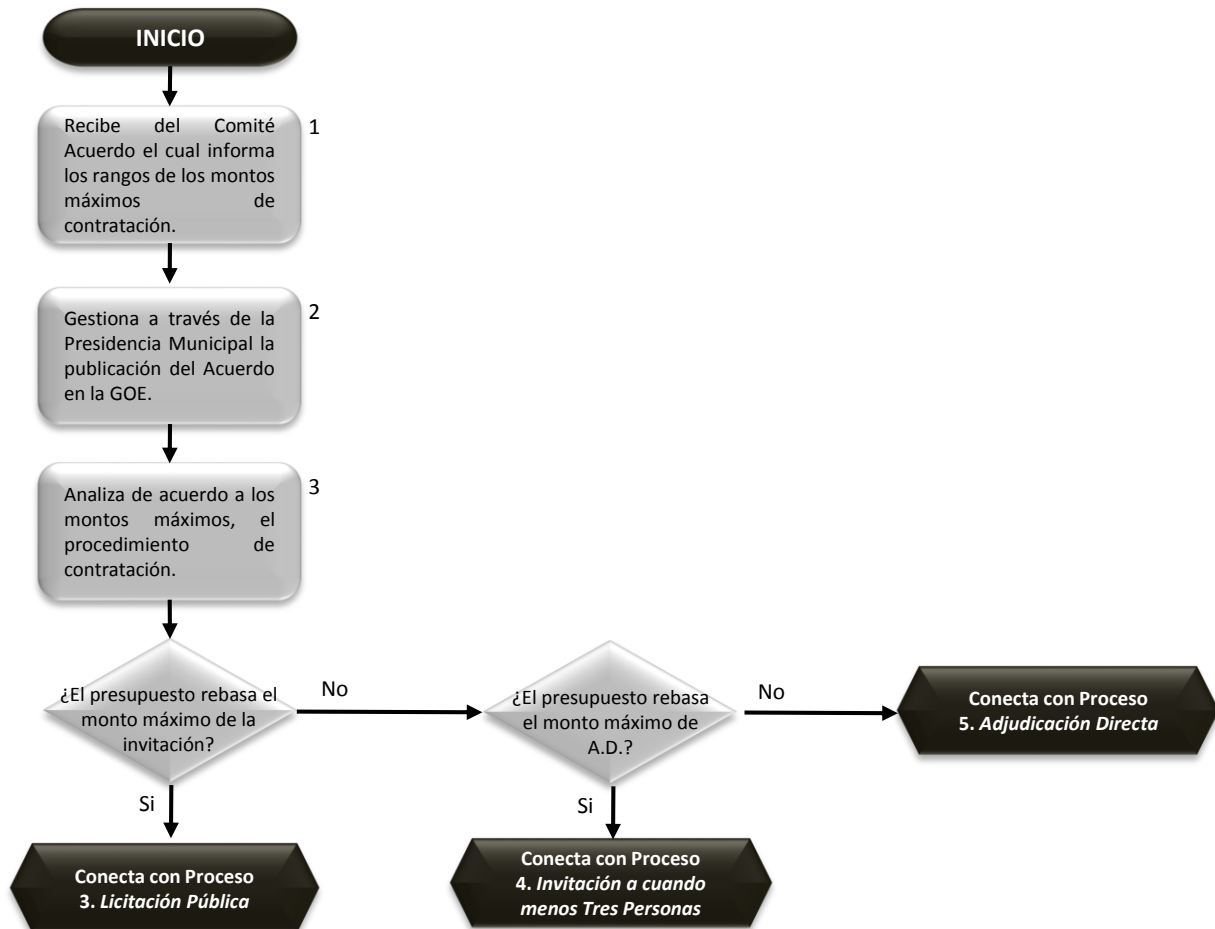 INICIO
Recibe del Comité
Acuerdo el cual informa
los rangos de los montos
máximos de
contratación.
1
Gestiona a través de la
Presidencia Municipal la
publicación del Acuerdo
en la GOE.
2
Analiza de acuerdo a los
montos máximos, el
procedimiento de
contratación.
3
¿El presupuesto rebasa el
monto máximo de la
invitación?
No
¿El presupuesto rebasa
el monto máximo de
A.D.?
No
Conecta con Proceso
5. Adjudicación Directa
Si
Si
Conecta con Proceso
3. Licitación Pública
Conecta con Proceso
4. Invitación a cuando
menos Tres Personas